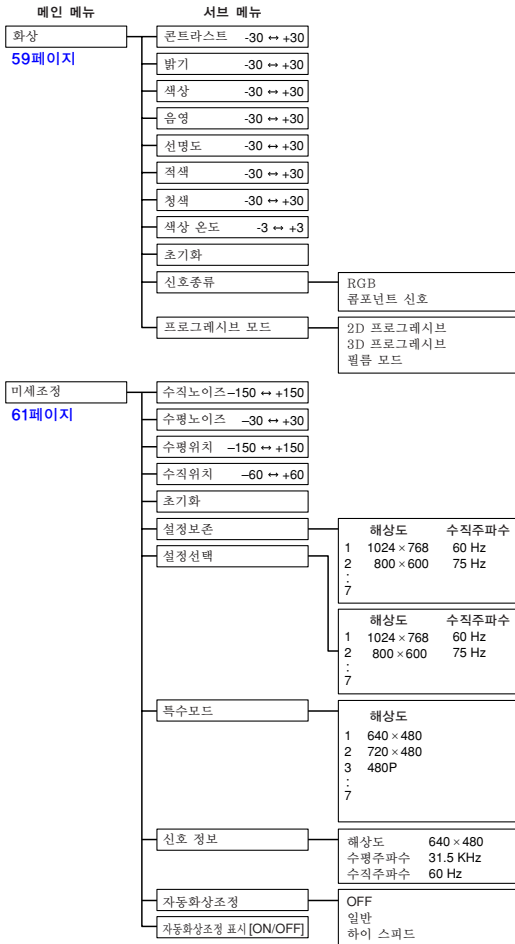 메인 메뉴 서브 메뉴
화상
59페이지
콘트라스트 -30 ↔ +30
밝기 -30 ↔ +30
색상 -30 ↔ +30
음영 -30 ↔ +30
선명도 -30 ↔ +30
적색 -30 ↔ +30
청색 -30 ↔ +30
색상 온도 -3 ↔ +3
초기화
신호종류
RGB
콤포넌트 신호
프로그레시브 모드
2D 프로그레시브
3D 프로그레시브
필름 모드
미세조정
61페이지
수직노이즈 –150 ↔ +150
수평노이즈 –30 ↔ +30
수평위치 –150 ↔ +150
수직위치 –60 ↔ +60
초기화
설정보존
해상도 수직주파수
1 1024×768 60 Hz
2 800×600 75 Hz
:
7
설정선택
해상도 수직주파수
1 1024×768 60 Hz
2 800×600 75 Hz
:
7
특수모드
해상도
1 640×480
2 720×480
3 480P
:
7
신호 정보
해상도 640×480
수평주파수 31.5 KHz
수직주파수 60 Hz
자동화상조정
OFF
일반
하이 스피드
자동화상조정 표시 [ON/OFF]